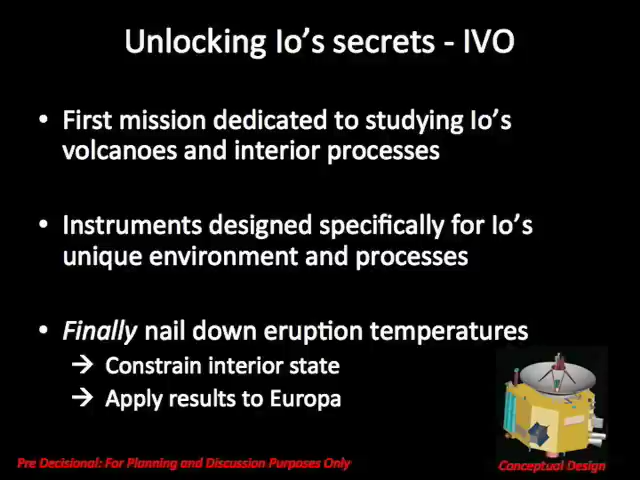 Unlocking Io's secrets - IVO
• First mission dedicated to studying Io's
volcanoes and interior processes
• Instruments designed specifically for Io's
unique environment and processes
• Finally nail down eruption temperatures
→ Constrain interior state
→ Apply results to Europa
Pre Decisional: For Planning and Discussion Purposes Only
Conceptual Design